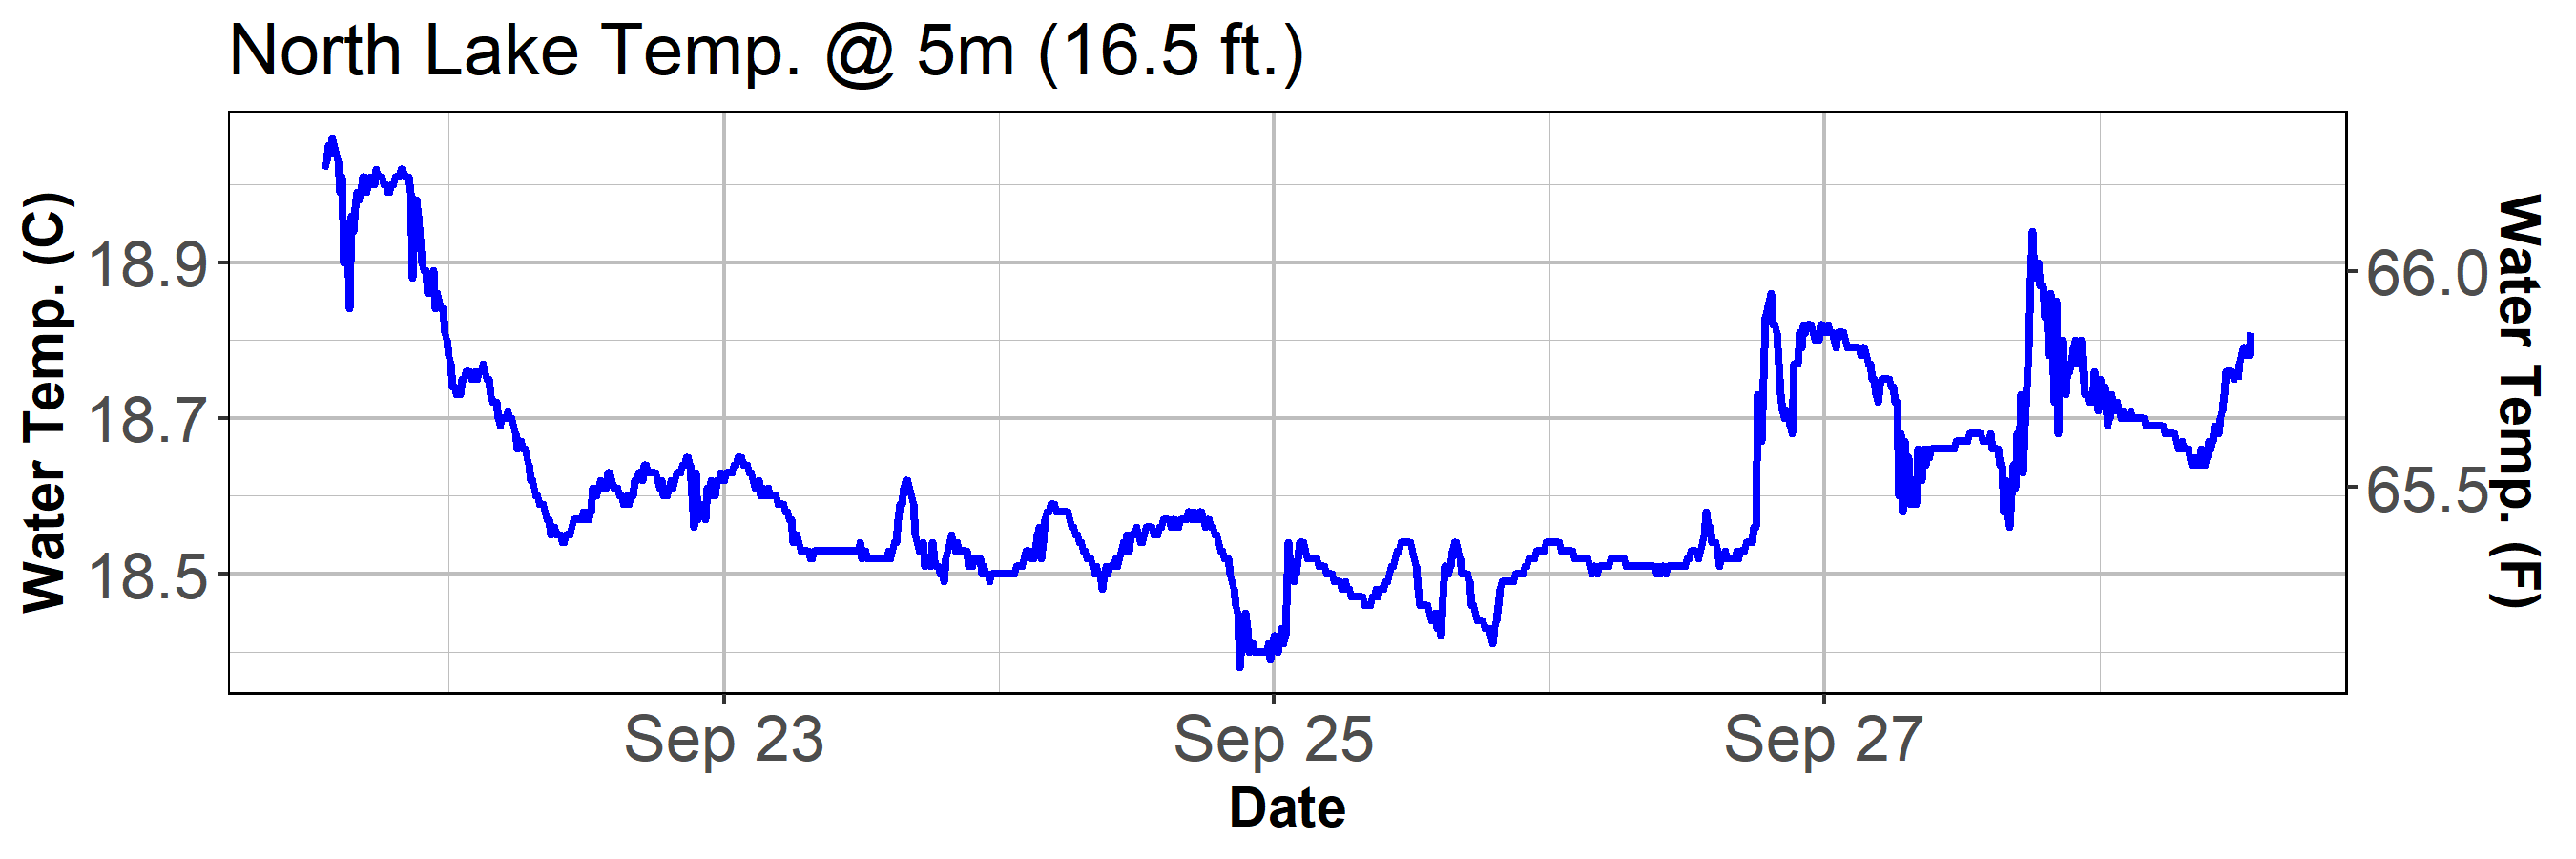 North Lake Temp. @ 5m (16.5 ft.)
Water Temp. (C)
18.9
18.7
18.5
66.0
65.5
Water Temp. (F)
Sep 23
Sep 25
Sep 27
Date